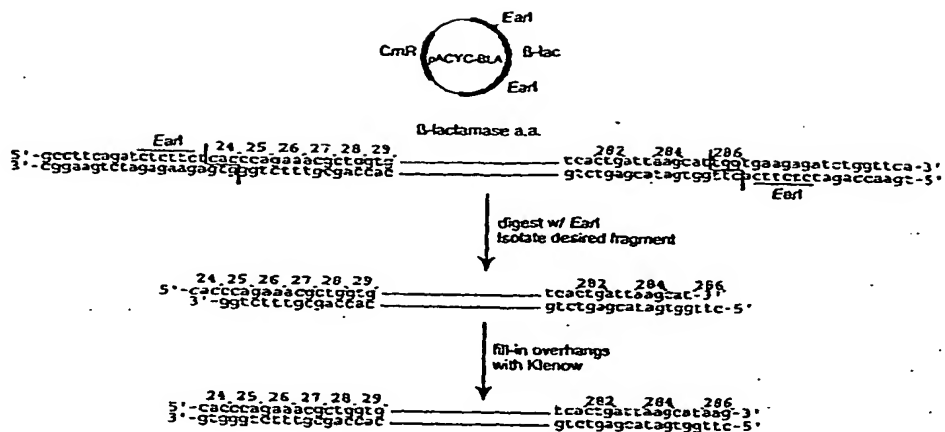 EarI
CmR
pACYC-BLA
ß-lac
EarI
ß-lactamase a.a.
EarI 24 25 26 27 28 29 282 284 286
5'-gccttcagatctcttctcacccagaaacgctggtg tcactgattaagcattggtgaagagatctggttca-3'
3'-cggaagtctagagaagagtgggtctttgcgaccac gtctgagcatagtggttccacttctctagaccaagt-5'
EarI
digest w/ EarI
Isolate desired fragment
24 25 26 27 28 29 282 284 286
5'-cacccagaaacgctggtg tcactgattaagcat-3'
3'-ggtctttgcgaccac gtctgagcatagtggttc-5'
fill-in overhangs
with Klenow
24 25 26 27 28 29 282 284 286
5'-cacccagaaacgctggtg tcactgattaagcataag-3'
3'-gtgggtctttgcgaccac gtctgagcatagtggttc-5'